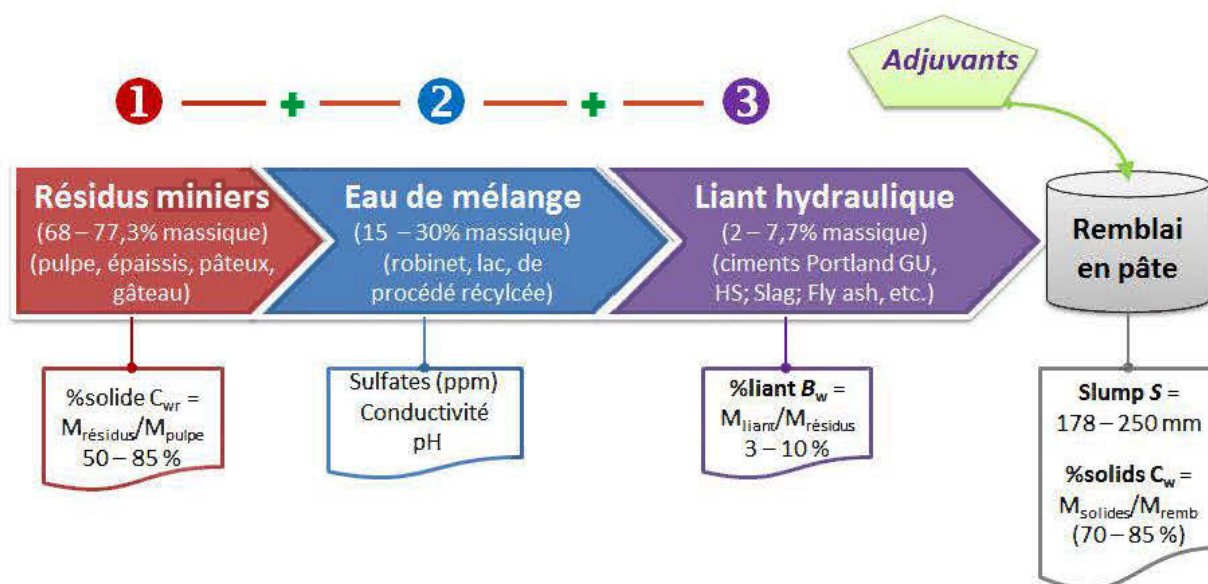 Adjuvants
1 + 2 + 3
Résidus miniers
(68 – 77,3% massique)
(pulpe, épaissis, pâteux,
gâteau)
Eau de mélange
(15 – 30% massique)
(robinet, lac, de
procédé récylcée)
Liant hydraulique
(2 – 7,7% massique)
(ciments Portland GU,
HS; Slag; Fly ash, etc.)
Remblai
en pâte
%solide Cwr =
Mrésidus/Mpulpe
50 – 85 %
Sulfates (ppm)
Conductivité
pH
%liant Bw =
Mliant/Mrésidus
3 – 10 %
Slump S =
178 – 250 mm
%solids Cw =
Msolides/Mremb
(70 – 85 %)